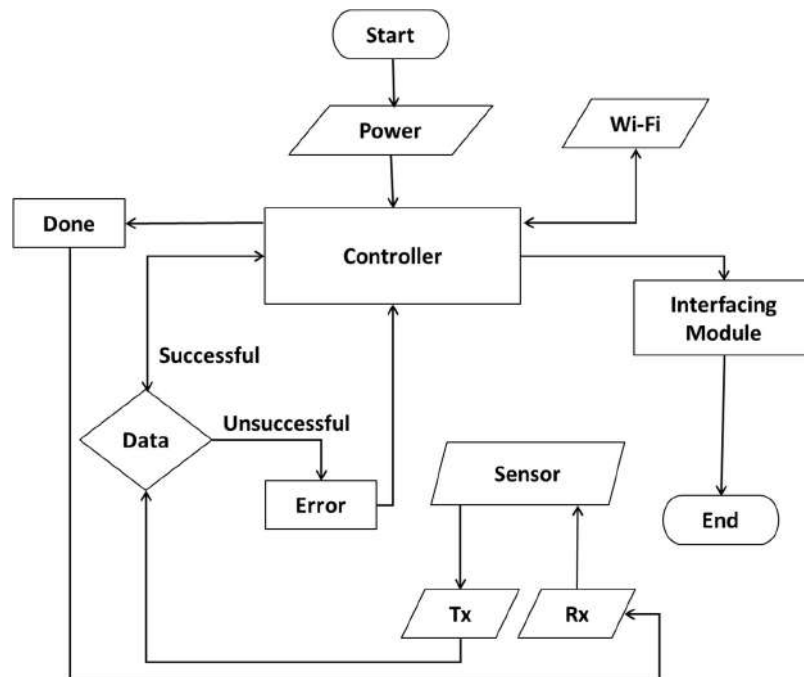 Start
Power
Wi-Fi
Done
Controller
Interfacing
Module
Successful
Data
Unsuccessful
Error
Sensor
End
Tx
Rx